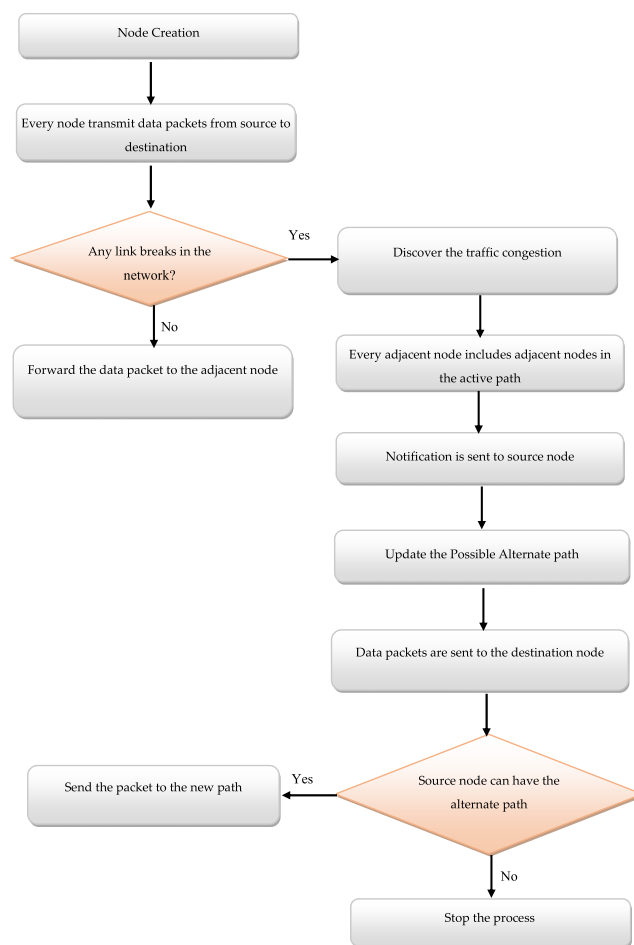 Node Creation
Every node transmit data packets from source to
destination
Any link breaks in the
network?
Yes
Discover the traffic congestion
No
Forward the data packet to the adjacent node
Every adjacent node includes adjacent nodes in
the active path
Notification is sent to source node
Update the Possible Alternate path
Data packets are sent to the destination node
Source node can have the
alternate path
Yes
Send the packet to the new path
No
Stop the process